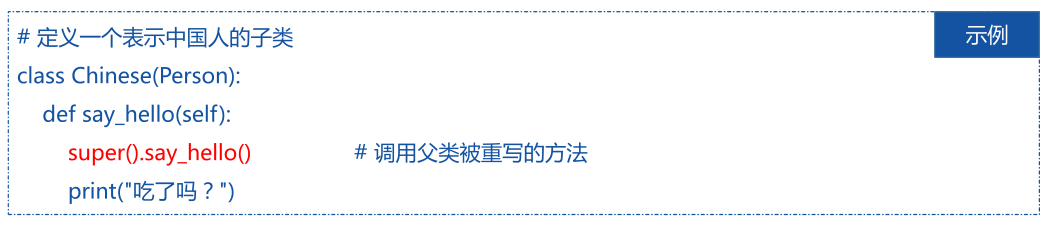 示例
# 定义一个表示中国人的子类
class Chinese(Person):
    def say_hello(self):
        super().say_hello()                # 调用父类被重写的方法
        print("吃了吗？")